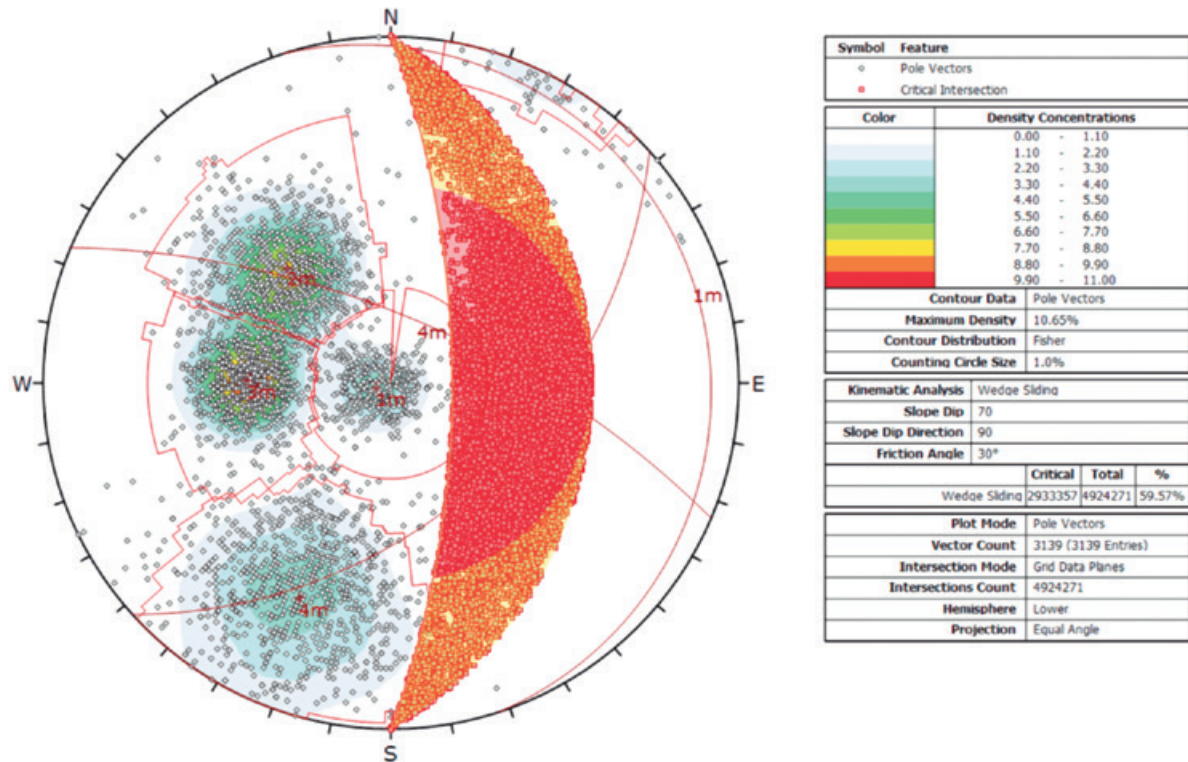 N
W
E
S
1m
2m
4m
3m
1m
4m
Symbol Feature
Pole Vectors
Critical Intersection
Color Density Concentrations
0.00 - 1.10
1.10 - 2.20
2.20 - 3.30
3.30 - 4.40
4.40 - 5.50
5.50 - 6.60
6.60 - 7.70
7.70 - 8.80
8.80 - 9.90
9.90 - 11.00
Contour Data Pole Vectors
Maximum Density 10.65%
Contour Distribution Fisher
Counting Circle Size 1.0%
Kinematic Analysis Wedge Sliding
Slope Dip 70
Slope Dip Direction 90
Friction Angle 30°
Critical Total %
Wedge Sliding 2933357 4924271 59.57%
Plot Mode Pole Vectors
Vector Count 3139 (3139 Entries)
Intersection Mode Grid Data Planes
Intersections Count 4924271
Hemisphere Lower
Projection Equal Angle